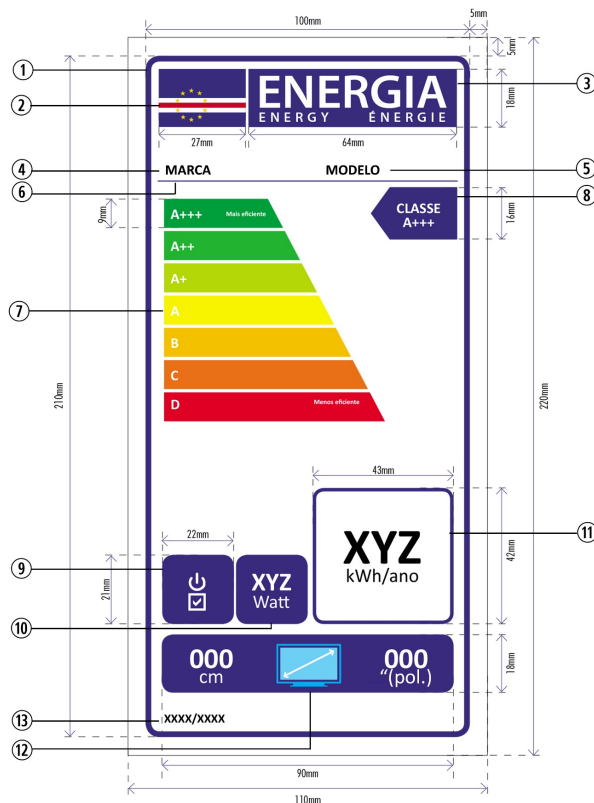 100mm
5mm
5mm
1
2
ENERGIA
ENERGY ÉNERGIE
3
18mm
27mm
64mm
4
MARCA
MODELO
5
6
8
9mm
A+++ Mais eficiente
CLASSE
A+++
16mm
A++
A+
7
A
B
C
D Menos eficiente
210mm
220mm
43mm
22mm
XYZ
kWh/ano
11
42mm
9
21mm
XYZ
Watt
10
000
cm
000
“(pol.)
18mm
13
XXXX/XXXX
12
90mm
110mm